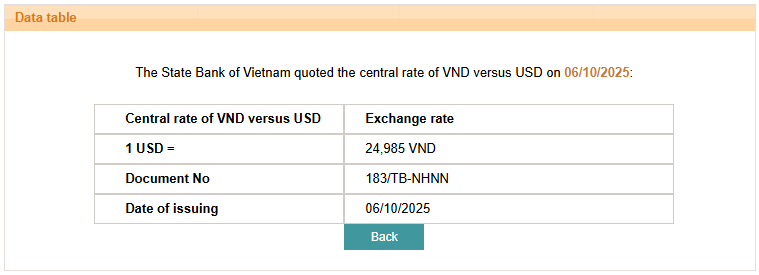 Data table
The State Bank of Vietnam quoted the central rate of VND versus USD on 06/10/2025:
Central rate of VND versus USD Exchange rate
1 USD = 24,985 VND
Document No 183/TB-NHNN
Date of issuing 06/10/2025
Back